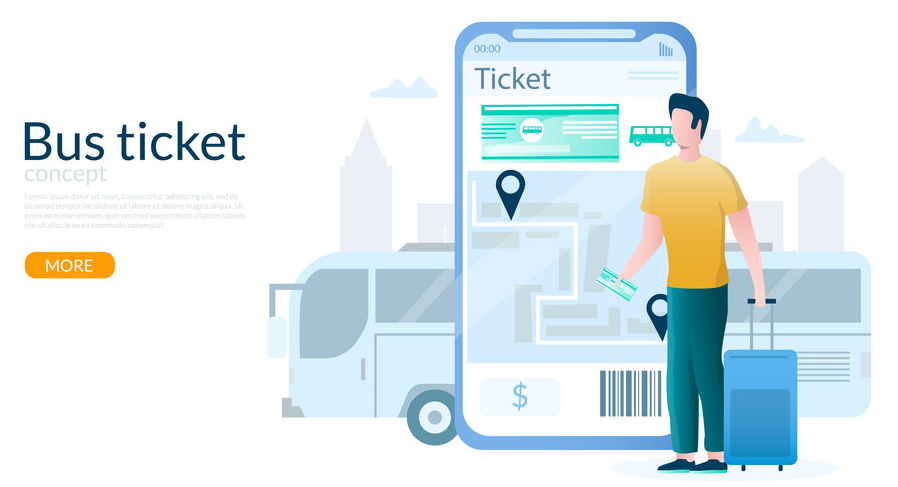 Bus ticket
concept
Lorem ipsum dolor sit amet, consectetur adipiscing elit, sed do
eiusmod tempor incididunt ut labore et dolore magna aliqua. Ut
enim ad minim veniam, quis nostrud exercitation ullamco laboris
nisi ut aliquip ex ea commodo consequat.
MORE
00:00
Ticket
$